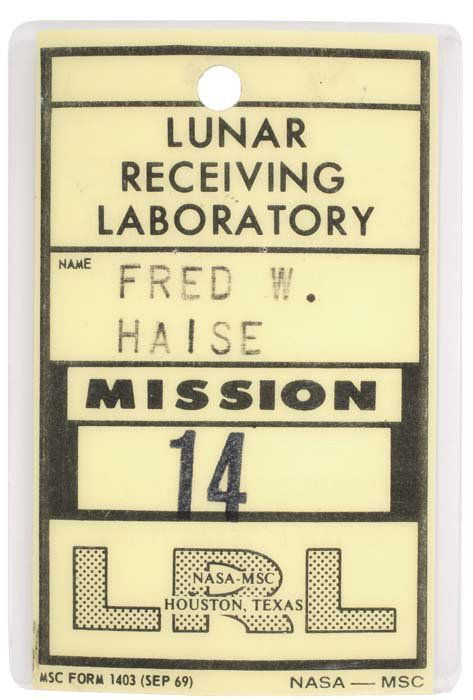 LUNAR
RECEIVING
LABORATORY
NAME
FRED W.
HAISE
MISSION
14
LRL
NASA-MSC
HOUSTON, TEXAS
MSC FORM 1403 (SEP 69) NASA — MSC